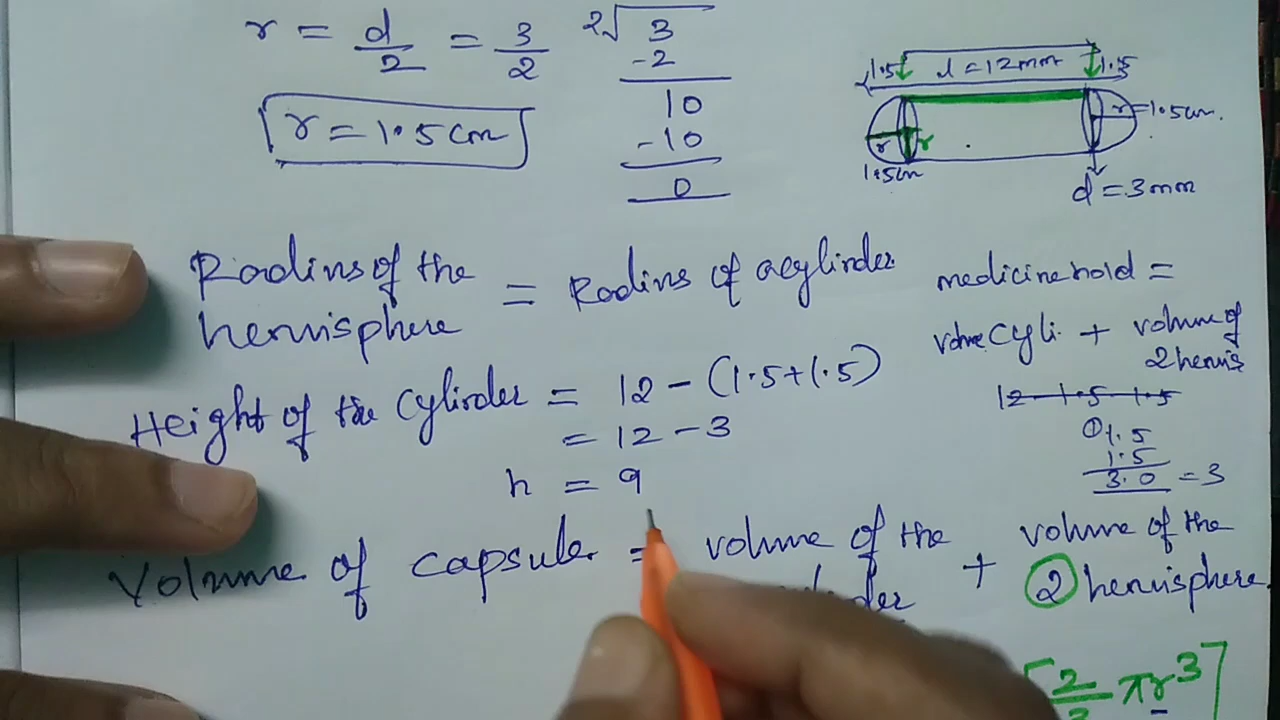 r = d/2 = 3/2
2√3
-2
10
-10
0
r = 1.5cm
1.5 l = 12mm 1.5
r r r = 1.5cm.
1.5cm
d = 3mm
Radius of the hemisphere = Radius of a cylinder
medicine hold =
volume cyli. + volume of 2 hemis
Height of the cylinder = 12 - (1.5 + 1.5)
= 12 - 3
h = 9
12 - 1.5 - 1.5
① 1.5
1.5
3.0 = 3
Volume of capsule = volume of the + volume of the
2 hemisphere.
[2/3 πr³]